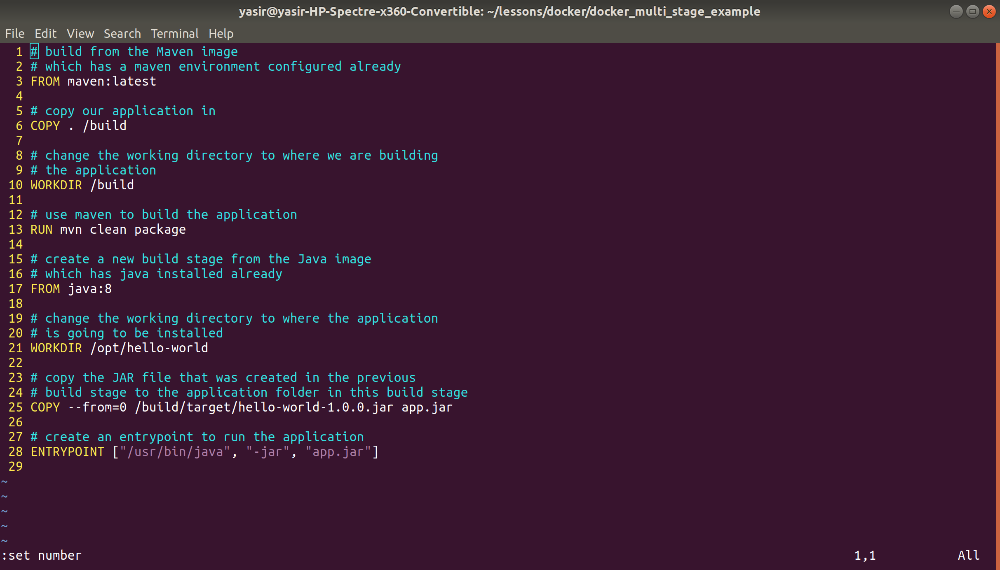 yasir@yasir-HP-Spectre-x360-Convertible: ~/lessons/docker/docker_multi_stage_example
File Edit View Search Terminal Help
1 # build from the Maven image
2 # which has a maven environment configured already
3 FROM maven:latest
4
5 # copy our application in
6 COPY . /build
7
8 # change the working directory to where we are building
9 # the application
10 WORKDIR /build
11
12 # use maven to build the application
13 RUN mvn clean package
14
15 # create a new build stage from the Java image
16 # which has java installed already
17 FROM java:8
18
19 # change the working directory to where the application
20 # is going to be installed
21 WORKDIR /opt/hello-world
22
23 # copy the JAR file that was created in the previous
24 # build stage to the application folder in this build stage
25 COPY --from=0 /build/target/hello-world-1.0.0.jar app.jar
26
27 # create an entrypoint to run the application
28 ENTRYPOINT ["/usr/bin/java", "-jar", "app.jar"]
29
~
~
~
~
~
:set number 1,1 All